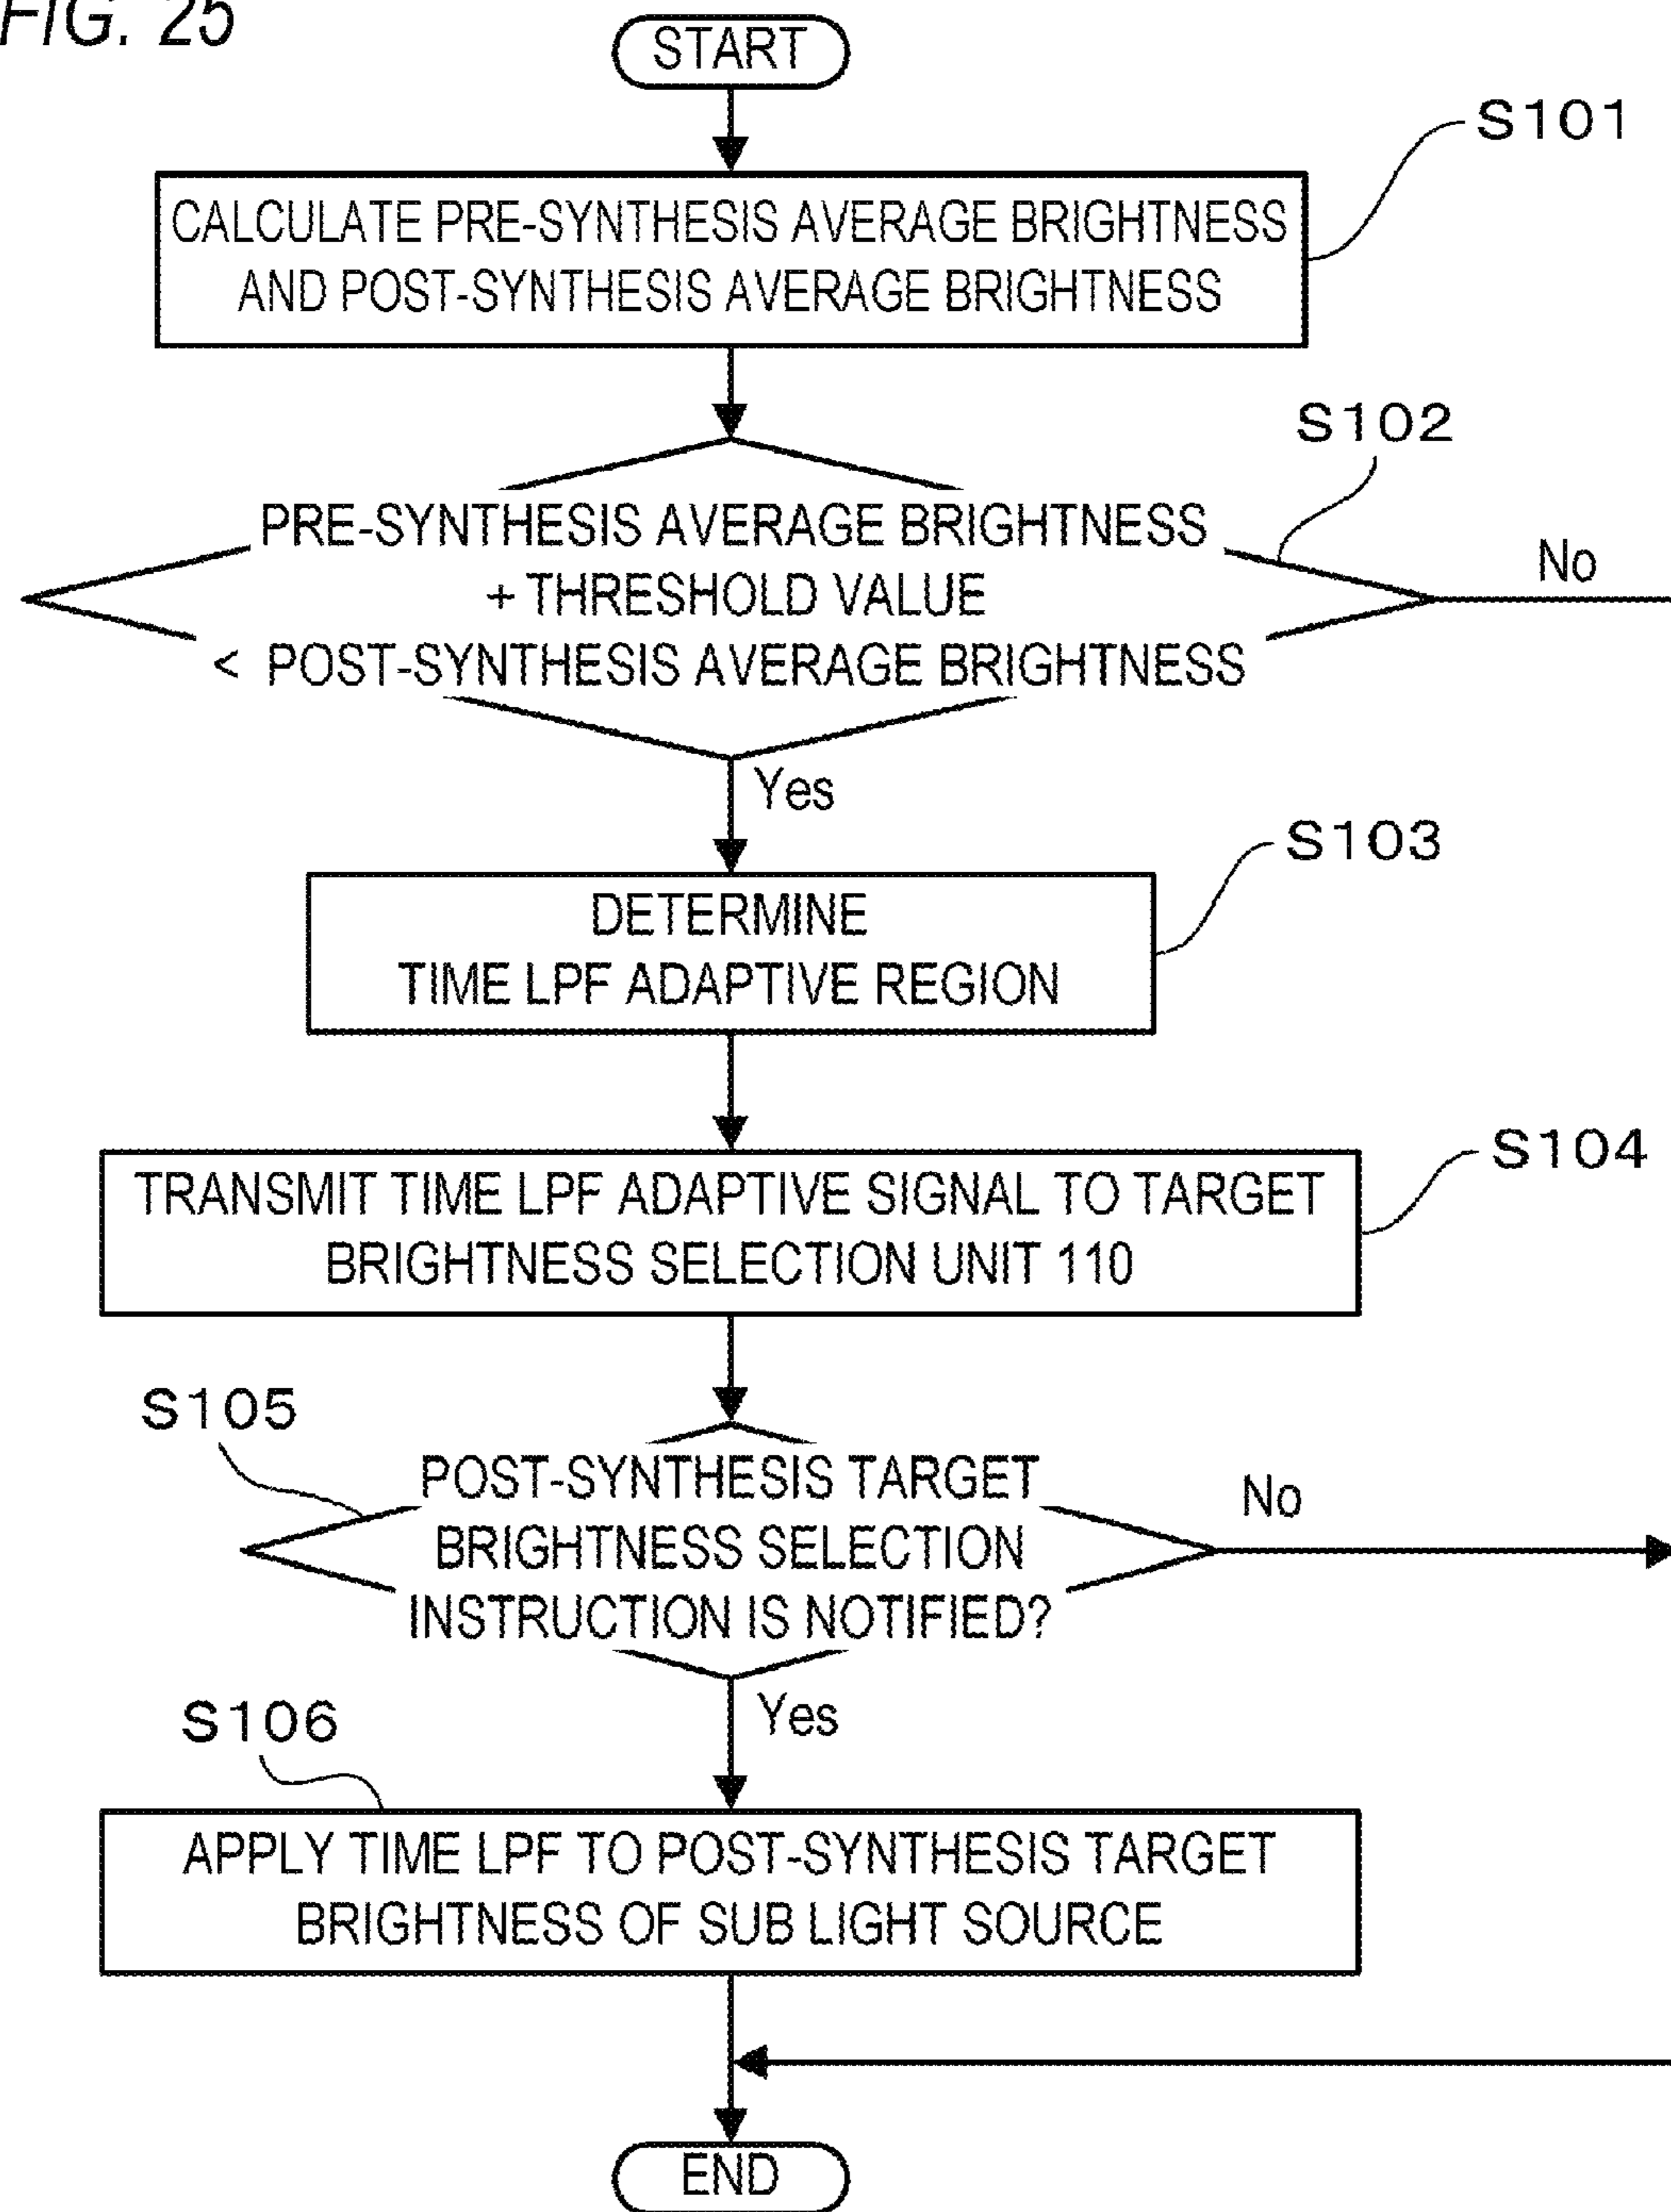 FIG. 25
START
S101
CALCULATE PRE-SYNTHESIS AVERAGE BRIGHTNESS
AND POST-SYNTHESIS AVERAGE BRIGHTNESS
S102
PRE-SYNTHESIS AVERAGE BRIGHTNESS
+ THRESHOLD VALUE
< POST-SYNTHESIS AVERAGE BRIGHTNESS
No
Yes
S103
DETERMINE
TIME LPF ADAPTIVE REGION
S104
TRANSMIT TIME LPF ADAPTIVE SIGNAL TO TARGET
BRIGHTNESS SELECTION UNIT 110
S105
POST-SYNTHESIS TARGET
BRIGHTNESS SELECTION
INSTRUCTION IS NOTIFIED?
No
Yes
S106
APPLY TIME LPF TO POST-SYNTHESIS TARGET
BRIGHTNESS OF SUB LIGHT SOURCE
END